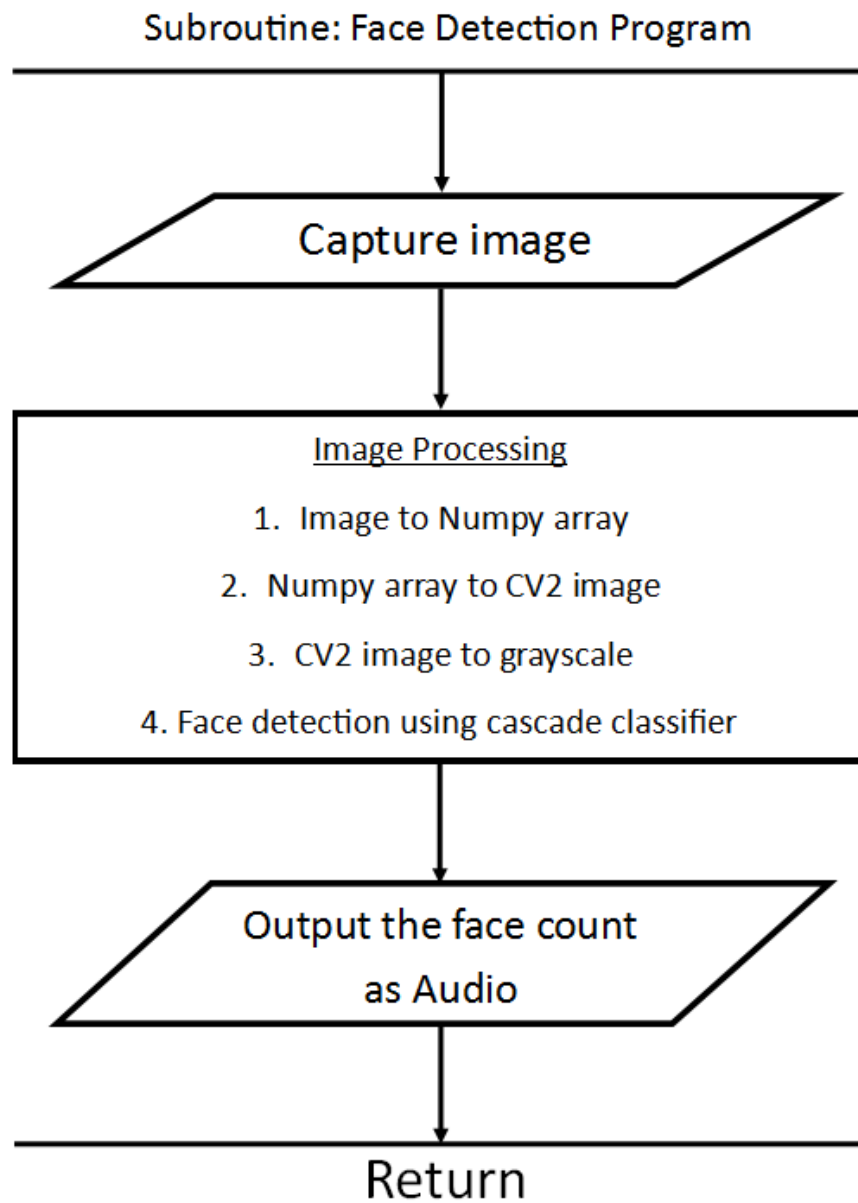 Subroutine: Face Detection Program
Capture image
Image Processing
1. Image to Numpy array
2. Numpy array to CV2 image
3. CV2 image to grayscale
4. Face detection using cascade classifier
Output the face count
as Audio
Return